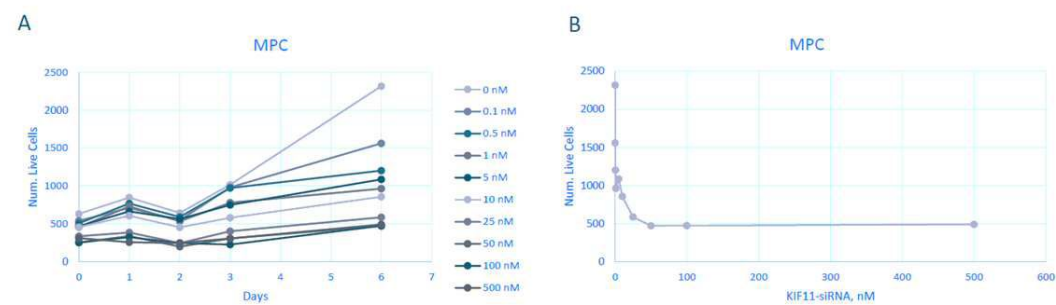 A
MPC
2500
2000
1500
1000
500
0
Num. Live Cells
0 1 2 3 4 5 6 7
Days
0 nM
0.1 nM
0.5 nM
1 nM
5 nM
10 nM
25 nM
50 nM
100 nM
500 nM
B
MPC
2500
2000
1500
1000
500
0
Num. Live Cells
0 100 200 300 400 500 600
KIF11-siRNA, nM